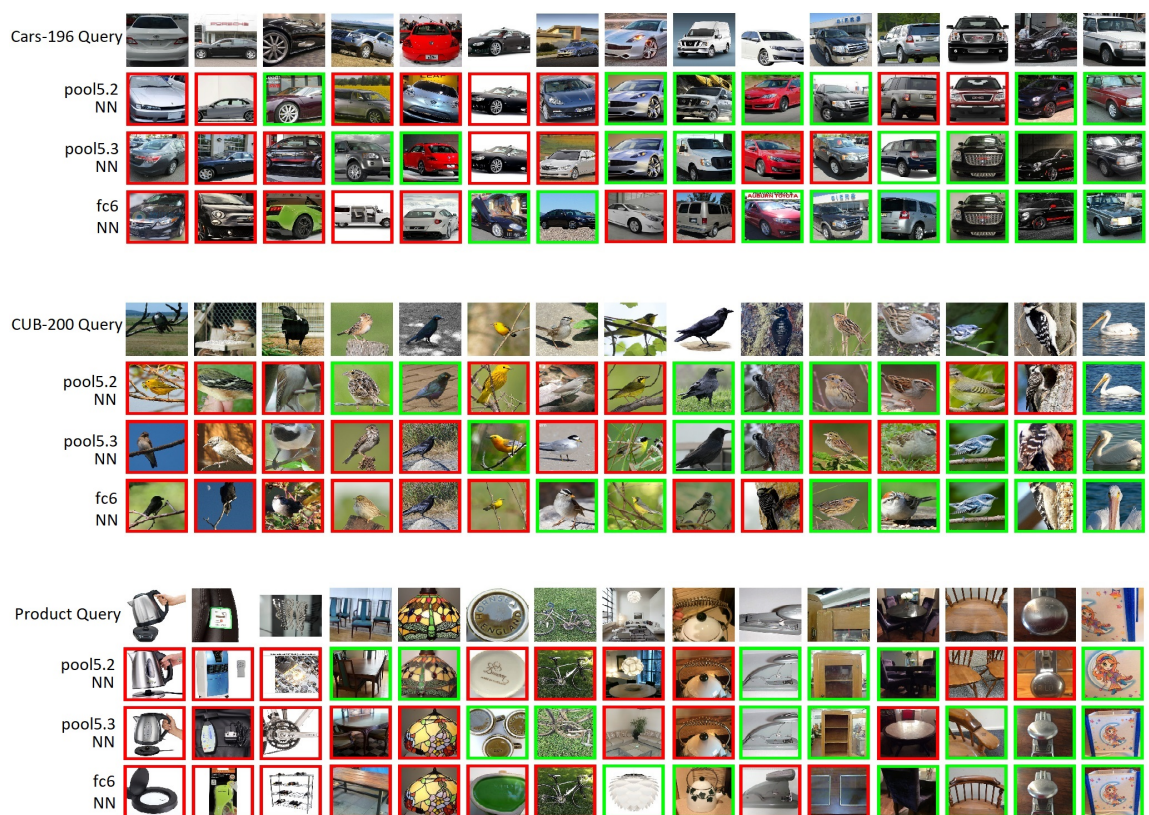 Cars-196 Query
pool5.2
NN
pool5.3
NN
fc6
NN
CUB-200 Query
pool5.2
NN
pool5.3
NN
fc6
NN
Product Query
pool5.2
NN
pool5.3
NN
fc6
NN